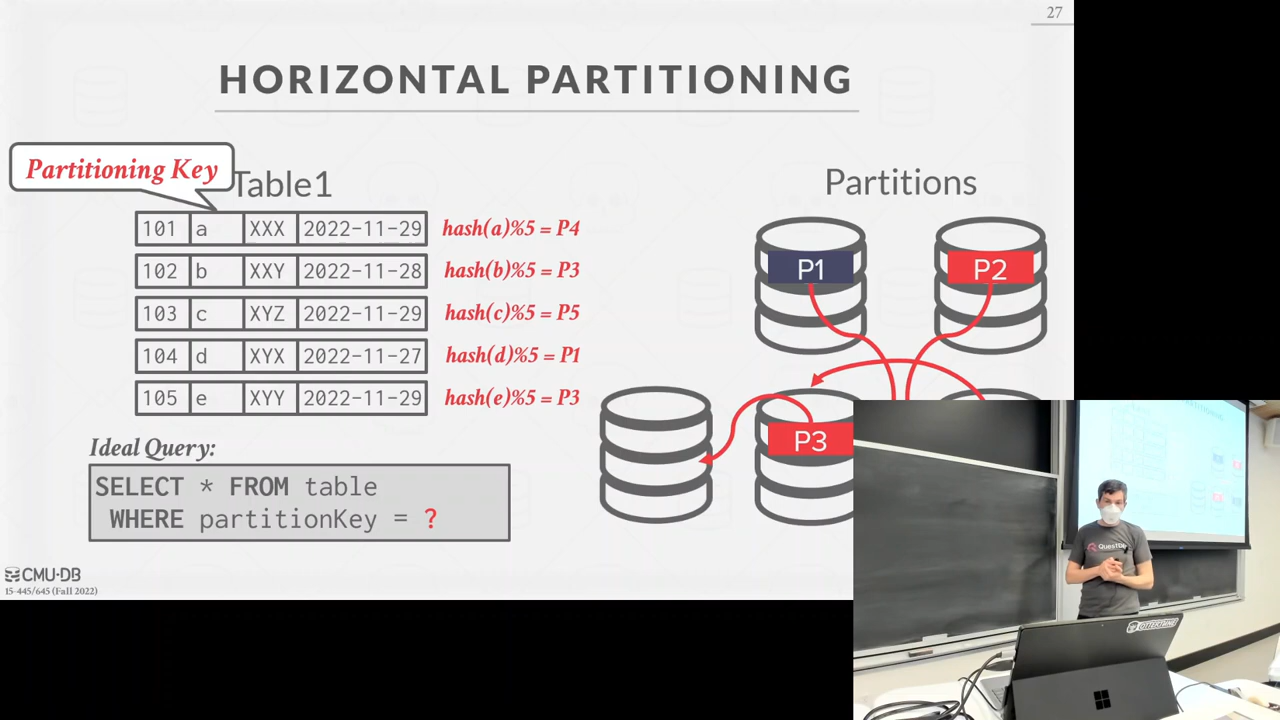 27
HORIZONTAL PARTITIONING
Partitioning Key
Table1
Partitions
101 a XXX 2022-11-29 hash(a)%5 = P4
102 b XXY 2022-11-28 hash(b)%5 = P3
103 c XYZ 2022-11-29 hash(c)%5 = P5
104 d XYX 2022-11-27 hash(d)%5 = P1
105 e XYY 2022-11-29 hash(e)%5 = P3
P1
P2
P3
Ideal Query:
SELECT * FROM table
WHERE partitionKey = ?
CMU·DB
15-445/645 (Fall 2022)
QuestDB